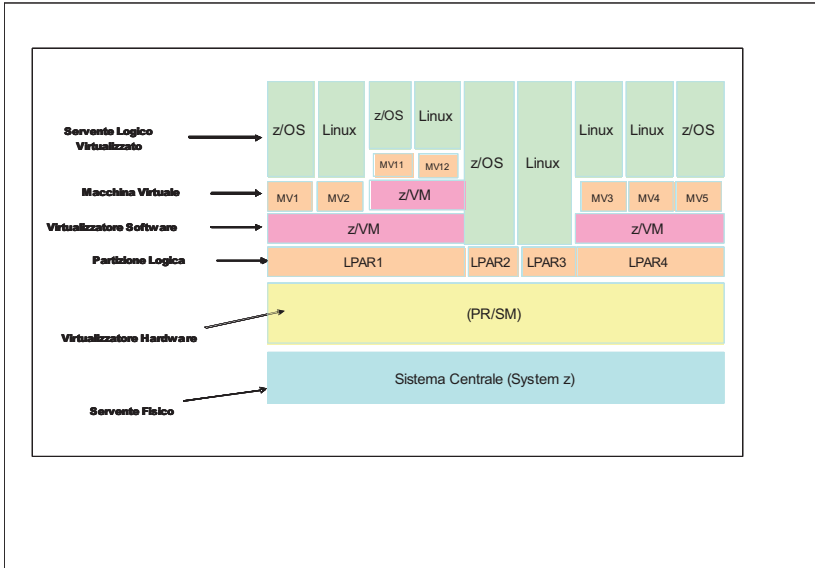 z/OS
Linux
z/OS
Linux
z/OS
Linux
Linux
Linux
z/OS
Servente Logico
Virtualizzato
MV11
MV12
Macchina Virtuale
MV1
MV2
z/VM
MV3
MV4
MV5
Virtualizzatore Software
z/VM
z/VM
Partizione Logica
LPAR1
LPAR2
LPAR3
LPAR4
(PR/SM)
Virtualizzatore Hardware
Sistema Centrale (System z)
Servente Fisico